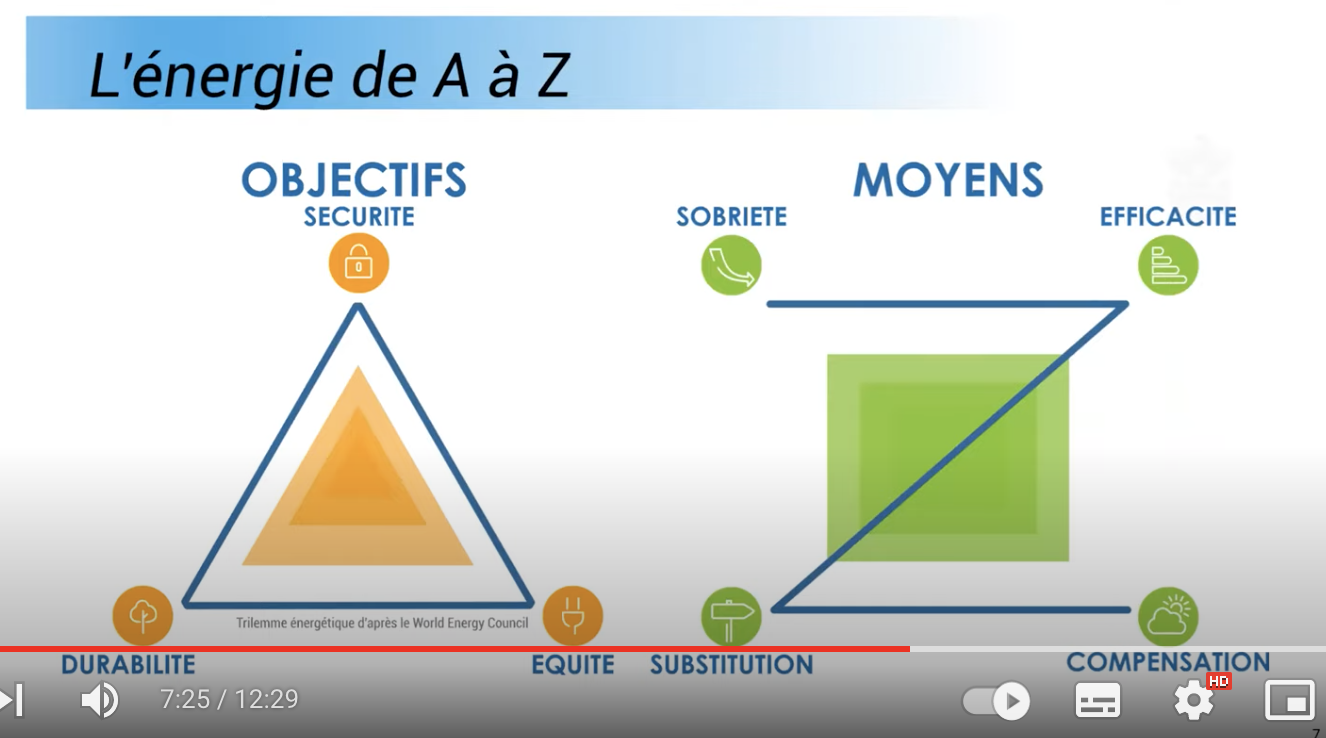 L'énergie de A à Z
OBJECTIFS
SECURITE
DURABILITE
EQUITE
Trilemme énergétique d'après le World Energy Council
MOYENS
SOBRIETE
EFFICACITE
SUBSTITUTION
COMPENSATION
7:25 / 12:29
HD
7